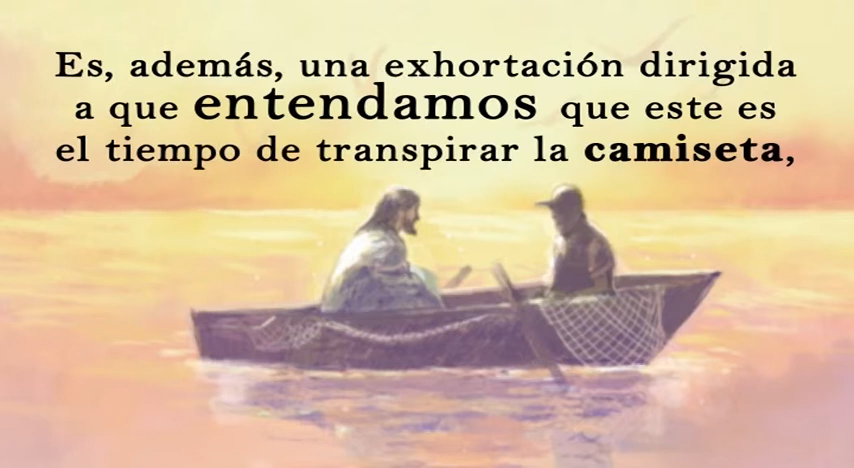 Es, además, una exhortación dirigida
a que entendamos que este es
el tiempo de transpirar la camiseta,